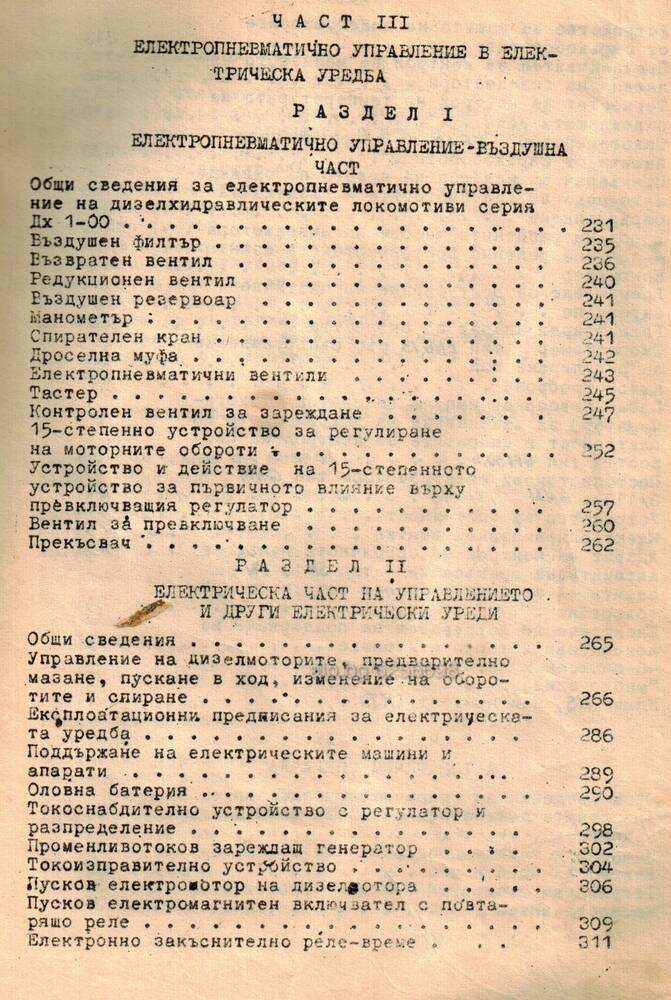 ЧАСТ III
ЕЛЕКТРОПНЕВМАТИЧНО УПРАВЛЕНИЕ В ЕЛЕК-
ТРИЧЕСКА УРЕДБА
РАЗДЕЛ I
ЕЛЕКТРОПНЕВМАТИЧНО УПРАВЛЕНИЕ-ВЪЗДУШНА
ЧАСТ
Общи сведения за електропневматично управле-
ние на дизелхидравлическите локомотиви серия
Дх 1-00 . . . . . . . . . . . . . . . . . 231
Въздушен филтър . . . . . . . . . . . . . 235
Възвратен вентил . . . . . . . . . . . . 236
Редукционен вентил . . . . . . . . . . . 240
Въздушен резервоар . . . . . . . . . . . 241
Манометър . . . . . . . . . . . . . . . . 241
Спирателен кран . . . . . . . . . . . . . 241
Дроселна муфа . . . . . . . . . . . . . . 242
Електропневматични вентили . . . . . . . 243
Тастер . . . . . . . . . . . . . . . . . 245
Контролен вентил за зареждане . . . . . . 247
15-степенно устройство за регулиране
на моторните обороти . . . . . . . . . . 252
Устройство и действие на 15-степенното
устройство за първичното влияние върху
превключващия регулатор . . . . . . . . . 257
Вентил за превключване . . . . . . . . . 260
Прекъсвач . . . . . . . . . . . . . . . . 262
РАЗДЕЛ II
ЕЛЕКТРИЧЕСКА ЧАСТ НА УПРАВЛЕНИЕТО
И ДРУГИ ЕЛЕКТРИЧЕСКИ УРЕДИ
Общи сведения . . . . . . . . . . . . . . 265
Управление на дизелмоторите, предварително
мазане, пускане в ход, изменение на оборо-
тите и спиране . . . . . . . . . . . . . 266
Експлоатационни предписания за електрическа-
та уредба . . . . . . . . . . . . . . . . 286
Поддържане на електрическите машини и
апарати . . . . . . . . . . . . . . . . . 289
Оловна батерия . . . . . . . . . . . . . 290
Токоснабдително устройство с регулатор и
разпределение . . . . . . . . . . . . . . 298
Променливотоков зареждащ генератор . . . . 302
Токоизправително устройство . . . . . . . 304
Пусков електромотор на дизелмотора . . . . 306
Пусков електромагнитен включвател с повта-
рящо реле . . . . . . . . . . . . . . . . 309
Електронно закъснително реле-време . . . 311